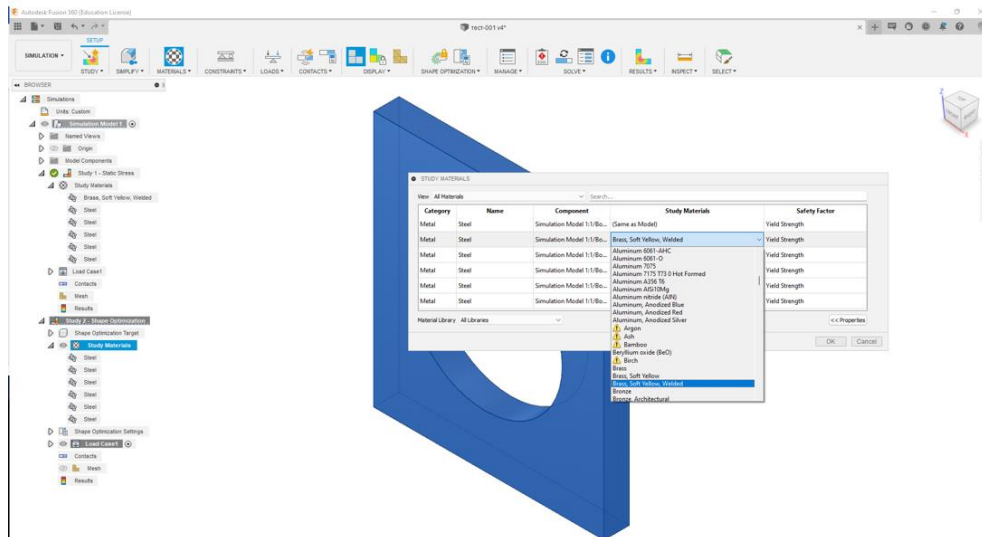 Autodesk Fusion 360 (Education License)
тест-001 v4*
SETUP
SIMULATION
STUDY
SIMPLIFY
MATERIALS
CONSTRAINTS
LOADS
CONTACTS
DISPLAY
SHAPE OPTIMIZATION
MANAGE
SOLVE
RESULTS
INSPECT
SELECT
BROWSER
Simulations
Units: Custom
Simulation Model 1
Named Views
Origin
Model Components
Study 1 - Static Stress
Study Materials
Brass, Soft Yellow, Welded
Steel
Steel
Steel
Steel
Steel
Load Case1
Contacts
Mesh
Results
Study 2 - Shape Optimization
Shape Optimization Target
Study Materials
Steel
Steel
Steel
Steel
Steel
Steel
Shape Optimization Settings
Load Case1
Contacts
Mesh
Results
TOP
STUDY MATERIALS
View All Materials Search...
Category Name Component Study Materials Safety Factor
Metal Steel Simulation Model 1:1/Bo... (Same as Model) Yield Strength
Metal Steel Simulation Model 1:1/Bo... Brass, Soft Yellow, Welded Yield Strength
Metal Steel Simulation Model 1:1/Bo... Yield Strength
Metal Steel Simulation Model 1:1/Bo... Yield Strength
Metal Steel Simulation Model 1:1/Bo... Yield Strength
Metal Steel Simulation Model 1:1/Bo... Yield Strength
Aluminum 6061-AHC
Aluminum 6061-O
Aluminum 7075
Aluminum 7175 T73 0 Hot Formed
Aluminum A356 T6
Aluminum AlSi10Mg
Aluminum nitride (AlN)
Aluminum, Anodized Blue
Aluminum, Anodized Red
Aluminum, Anodized Silver
Argon
Ash
Bamboo
Beryllium oxide (BeO)
Birch
Brass
Brass, Soft Yellow
Brass, Soft Yellow, Welded
Bronze
Bronze, Architectural
Material Library All Libraries
<< Properties
OK Cancel